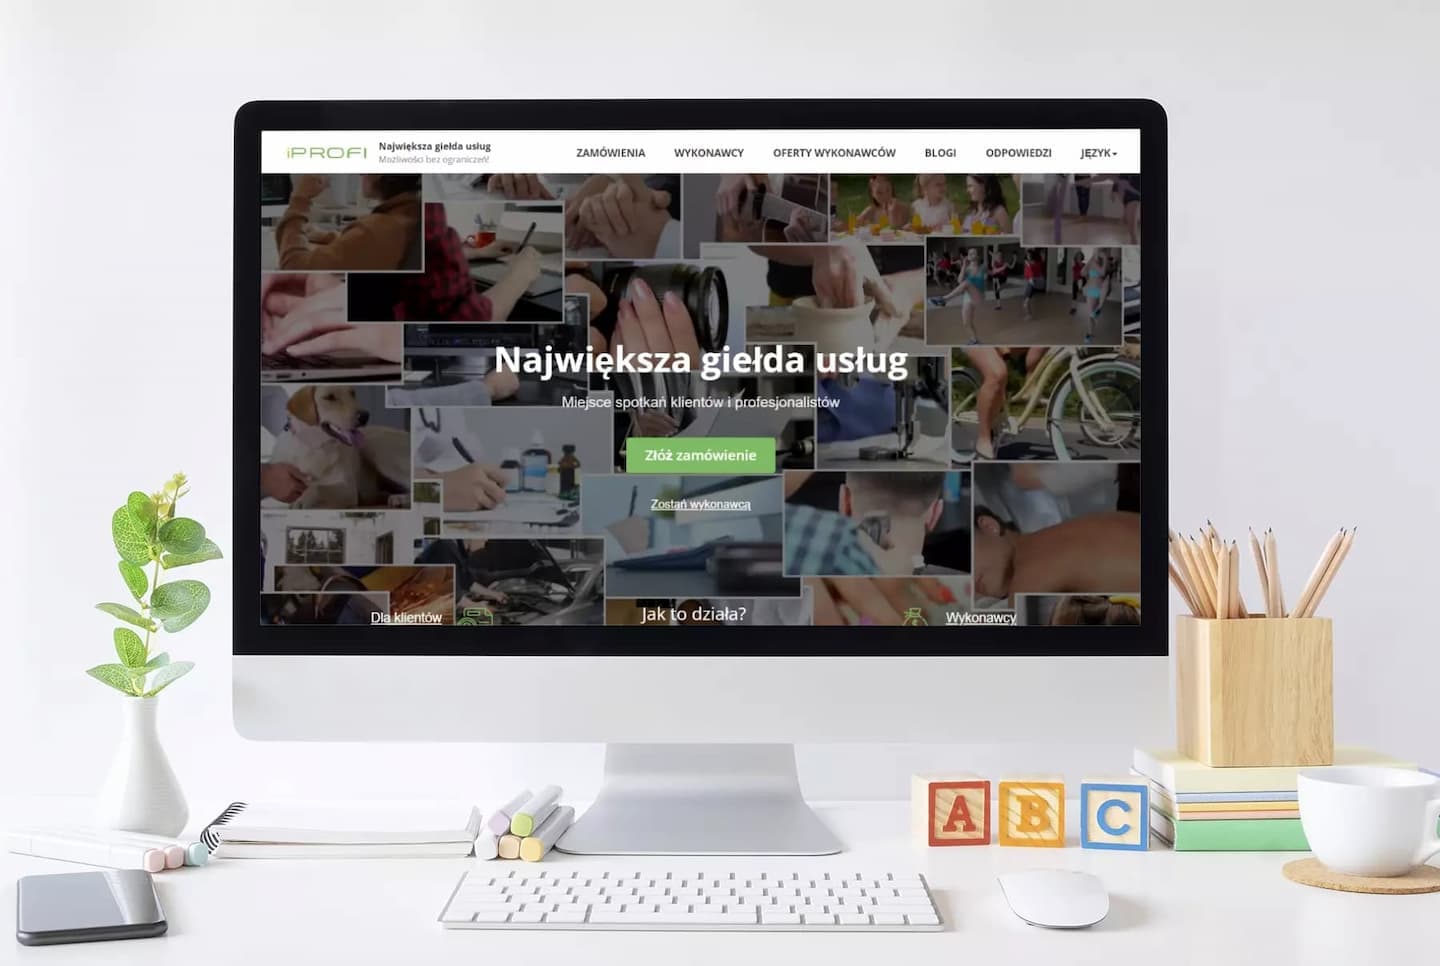 iPROFI
Największa giełda usług
Możliwości bez ograniczeń!
ZAMÓWIENIA WYKONAWCY OFERTY WYKONAWCÓW BLOGI ODPOWIEDZI JĘZYK
Największa giełda usług
Miejsce spotkań klientów i profesjonalistów
Złóż zamówienie
Zostań wykonawcą
Dla klientów Jak to działa? Wykonawcy
A B C